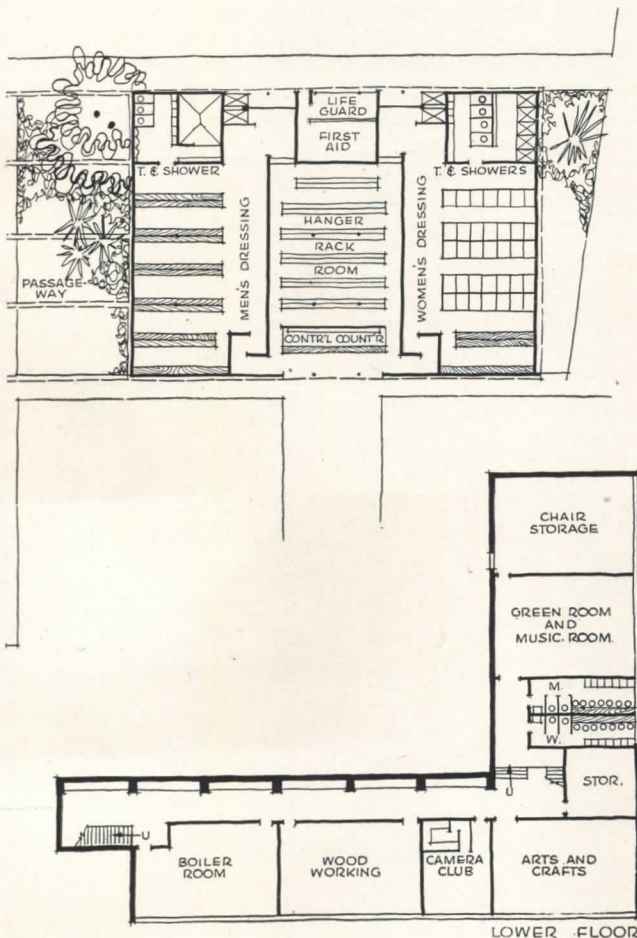 LIFE
GUARD
FIRST
AID
T. & SHOWER
T. & SHOWERS
MEN'S DRESSING
HANGER
RACK
ROOM
WOMEN'S DRESSING
PASSAGE-
WAY
CONTR'L COUNT'R
CHAIR
STORAGE
GREEN ROOM
AND
MUSIC. ROOM.
M.
W.
STOR.
U
U
BOILER
ROOM
WOOD
WORKING
CAMERA
CLUB
ARTS AND
CRAFTS
LOWER FLOOR